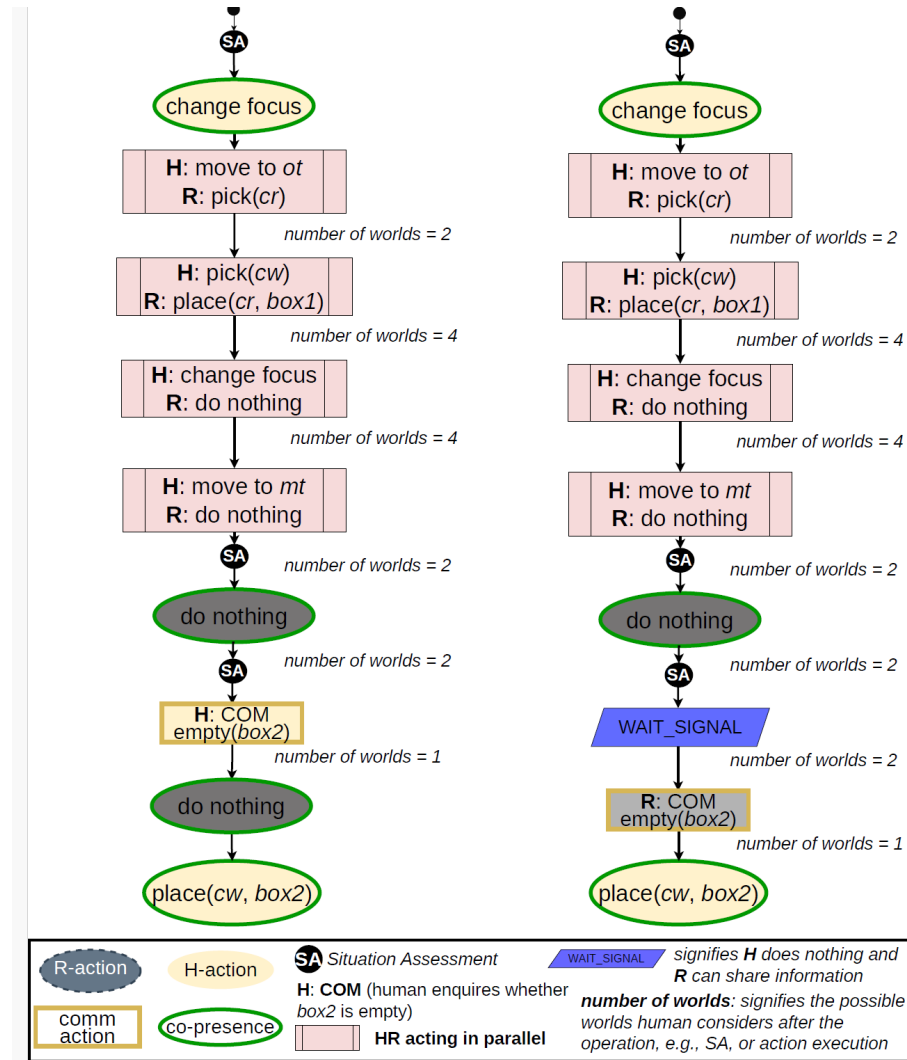 SA
change focus
H: move to ot
R: pick(cr)
number of worlds = 2
H: pick(cw)
R: place(cr, box1)
number of worlds = 4
H: change focus
R: do nothing
number of worlds = 4
H: move to mt
R: do nothing
SA
number of worlds = 2
do nothing
number of worlds = 2
SA
H: COM
empty(box2)
number of worlds = 1
do nothing
place(cw, box2)
SA
change focus
H: move to ot
R: pick(cr)
number of worlds = 2
H: pick(cw)
R: place(cr, box1)
number of worlds = 4
H: change focus
R: do nothing
number of worlds = 4
H: move to mt
R: do nothing
SA
number of worlds = 2
do nothing
number of worlds = 2
SA
WAIT_SIGNAL
number of worlds = 2
R: COM
empty(box2)
number of worlds = 1
place(cw, box2)
R-action
H-action
comm
action
co-presence
SA Situation Assessment
H: COM (human enquires whether
box2 is empty)
HR acting in parallel
WAIT_SIGNAL
signifies H does nothing and
R can share information
number of worlds: signifies the possible
worlds human considers after the
operation, e.g., SA, or action execution